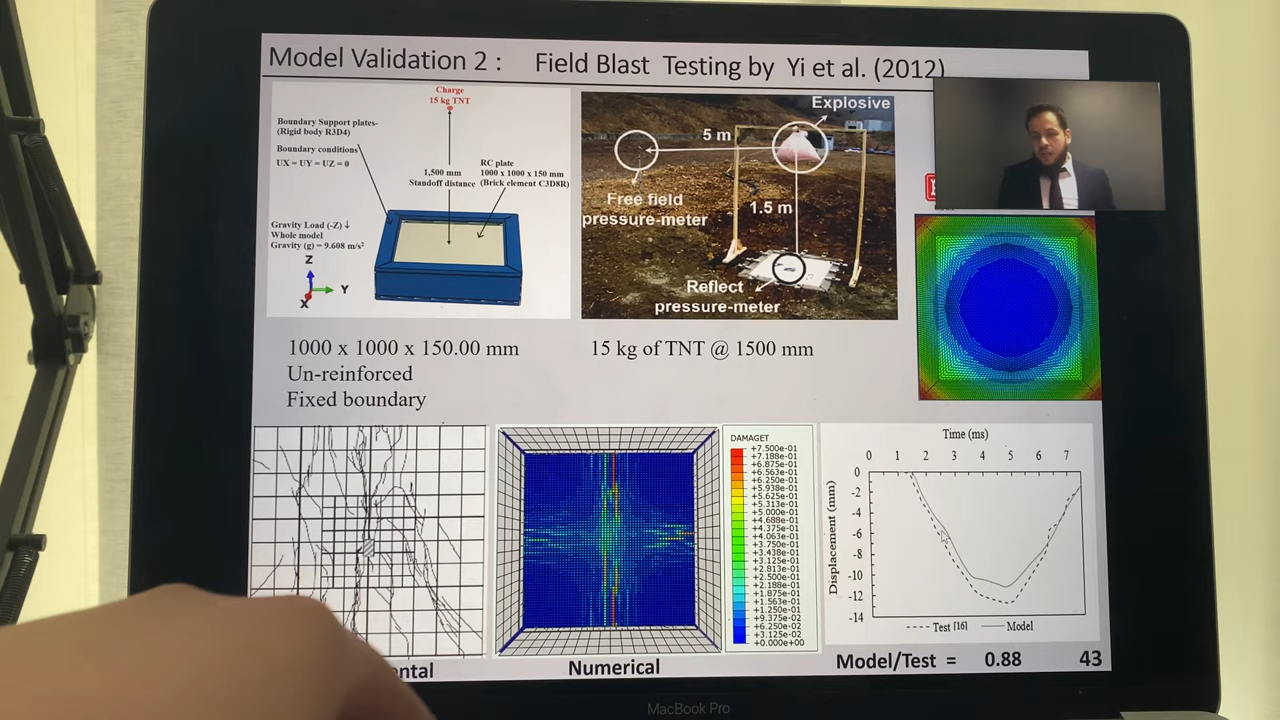 Model Validation 2 : Field Blast Testing by Yi et al. (2012)
Charge
15 kg TNT
Boundary Support plates-
(Rigid body R3D4)
Boundary conditions
UX = UY = UZ = 0
1,500 mm
Standoff distance
RC plate
1000 x 1000 x 150 mm
(Brick element C3D8R)
Gravity Load (-Z) ↓
Whole model
Gravity (g) = 9.608 m/s²
Z
Y
X
Explosive
5 m
Free field
pressure-meter
1.5 m
Reflect
pressure-meter
1000 x 1000 x 150.00 mm
Un-reinforced
Fixed boundary
15 kg of TNT @ 1500 mm
ntal
Numerical
DAMAGET
+7.500e-01
+7.188e-01
+6.875e-01
+6.563e-01
+6.250e-01
+5.938e-01
+5.625e-01
+5.313e-01
+5.000e-01
+4.688e-01
+4.375e-01
+4.063e-01
+3.750e-01
+3.438e-01
+3.125e-01
+2.813e-01
+2.500e-01
+2.188e-01
+1.875e-01
+1.563e-01
+1.250e-01
+9.375e-02
+6.250e-02
+3.125e-02
+0.000e+00
Time (ms)
0 1 2 3 4 5 6 7
Displacement (mm)
0
-2
-4
-6
-8
-10
-12
-14
Test [16] Model
Model/Test = 0.88
43
MacBook Pro